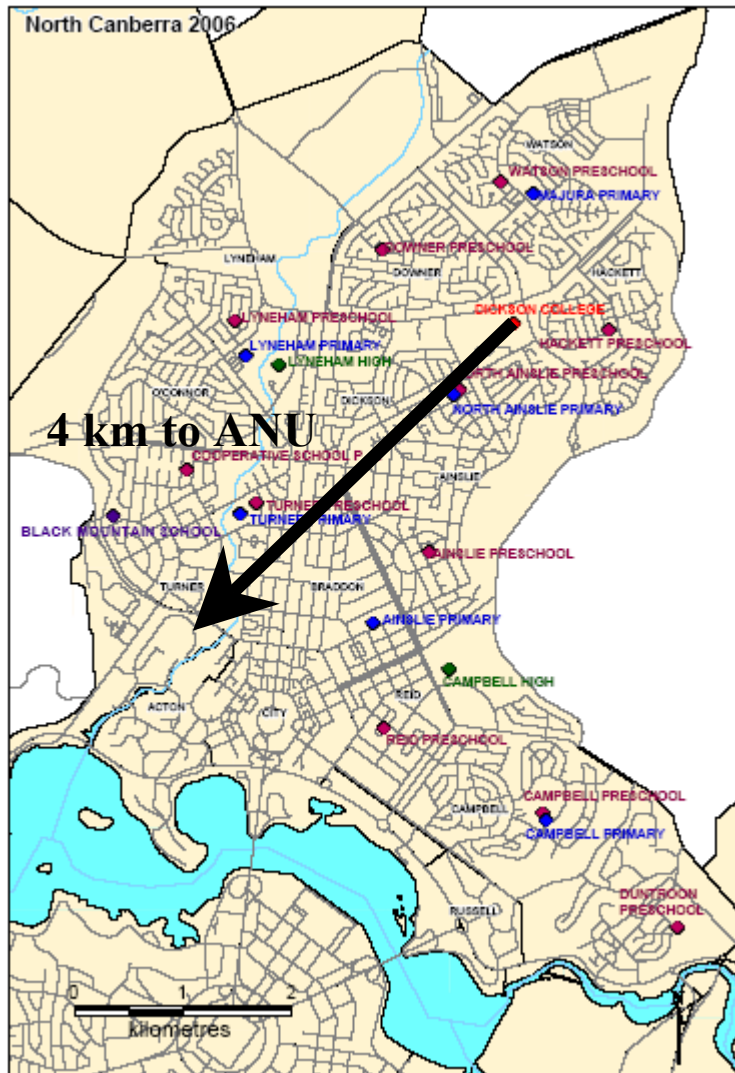 North Canberra 2006
WATSON
WATSON PRESCHOOL
MAJURA PRIMARY
DOWNER PRESCHOOL
LYNEHAM
DOWNER
HACKETT
DICKSON COLLEGE
LYNEHAM PRESCHOOL
HACKETT PRESCHOOL
LYNEHAM PRIMARY
LYNEHAM HIGH
O'CONNOR
DICKSON
NORTH AINSLIE PRESCHOOL
NORTH AINSLIE PRIMARY
4 km to ANU
COOPERATIVE SCHOOL P
AINSLIE
TURNER PRESCHOOL
TURNER PRIMARY
BLACK MOUNTAIN SCHOOL
AINSLIE PRESCHOOL
TURNER
BRADDON
AINSLIE PRIMARY
CAMPBELL HIGH
REID
ACTON
CITY
REID PRESCHOOL
CAMPBELL PRESCHOOL
CAMPBELL
CAMPBELL PRIMARY
DUNTROON
PRESCHOOL
RUSSELL
0 1 2
kilometres